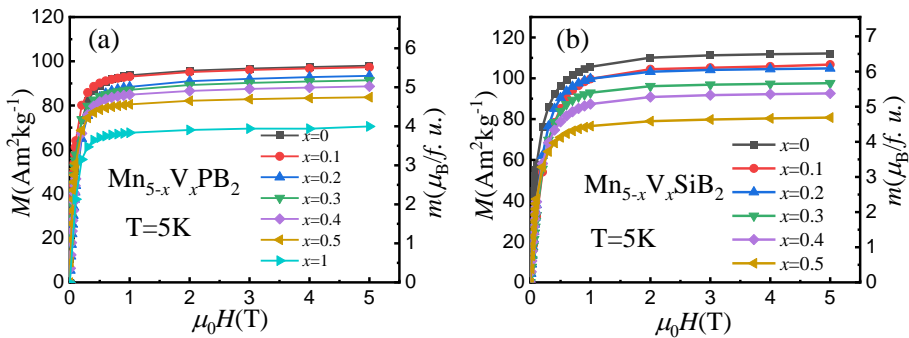 (a)
M(Am²kg⁻¹)
120
100
80
60
40
20
0
0 1 2 3 4 5
μ₀H(T)
6
5
4
3
2
1
0
m(μ_B/f. u.)
Mn₅₋ₓVₓPB₂
T=5K
x=0
x=0.1
x=0.2
x=0.3
x=0.4
x=0.5
x=1
(b)
M(Am²kg⁻¹)
120
100
80
60
40
20
0
0 1 2 3 4 5
μ₀H(T)
7
6
5
4
3
2
1
0
m(μ_B/f. u.)
Mn₅₋ₓVₓSiB₂
T=5K
x=0
x=0.1
x=0.2
x=0.3
x=0.4
x=0.5